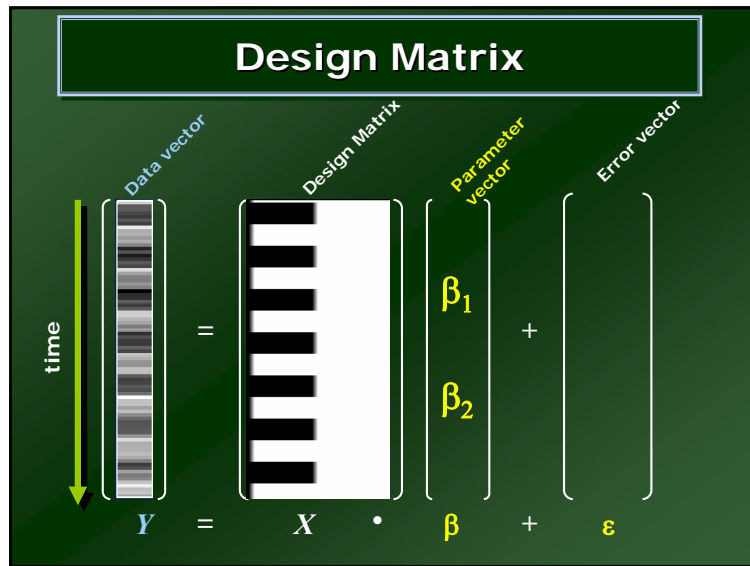 Design Matrix
Data vector
Design Matrix
Parameter
vector
Error vector
time
=
β1
β2
+
Y = X • β + ε